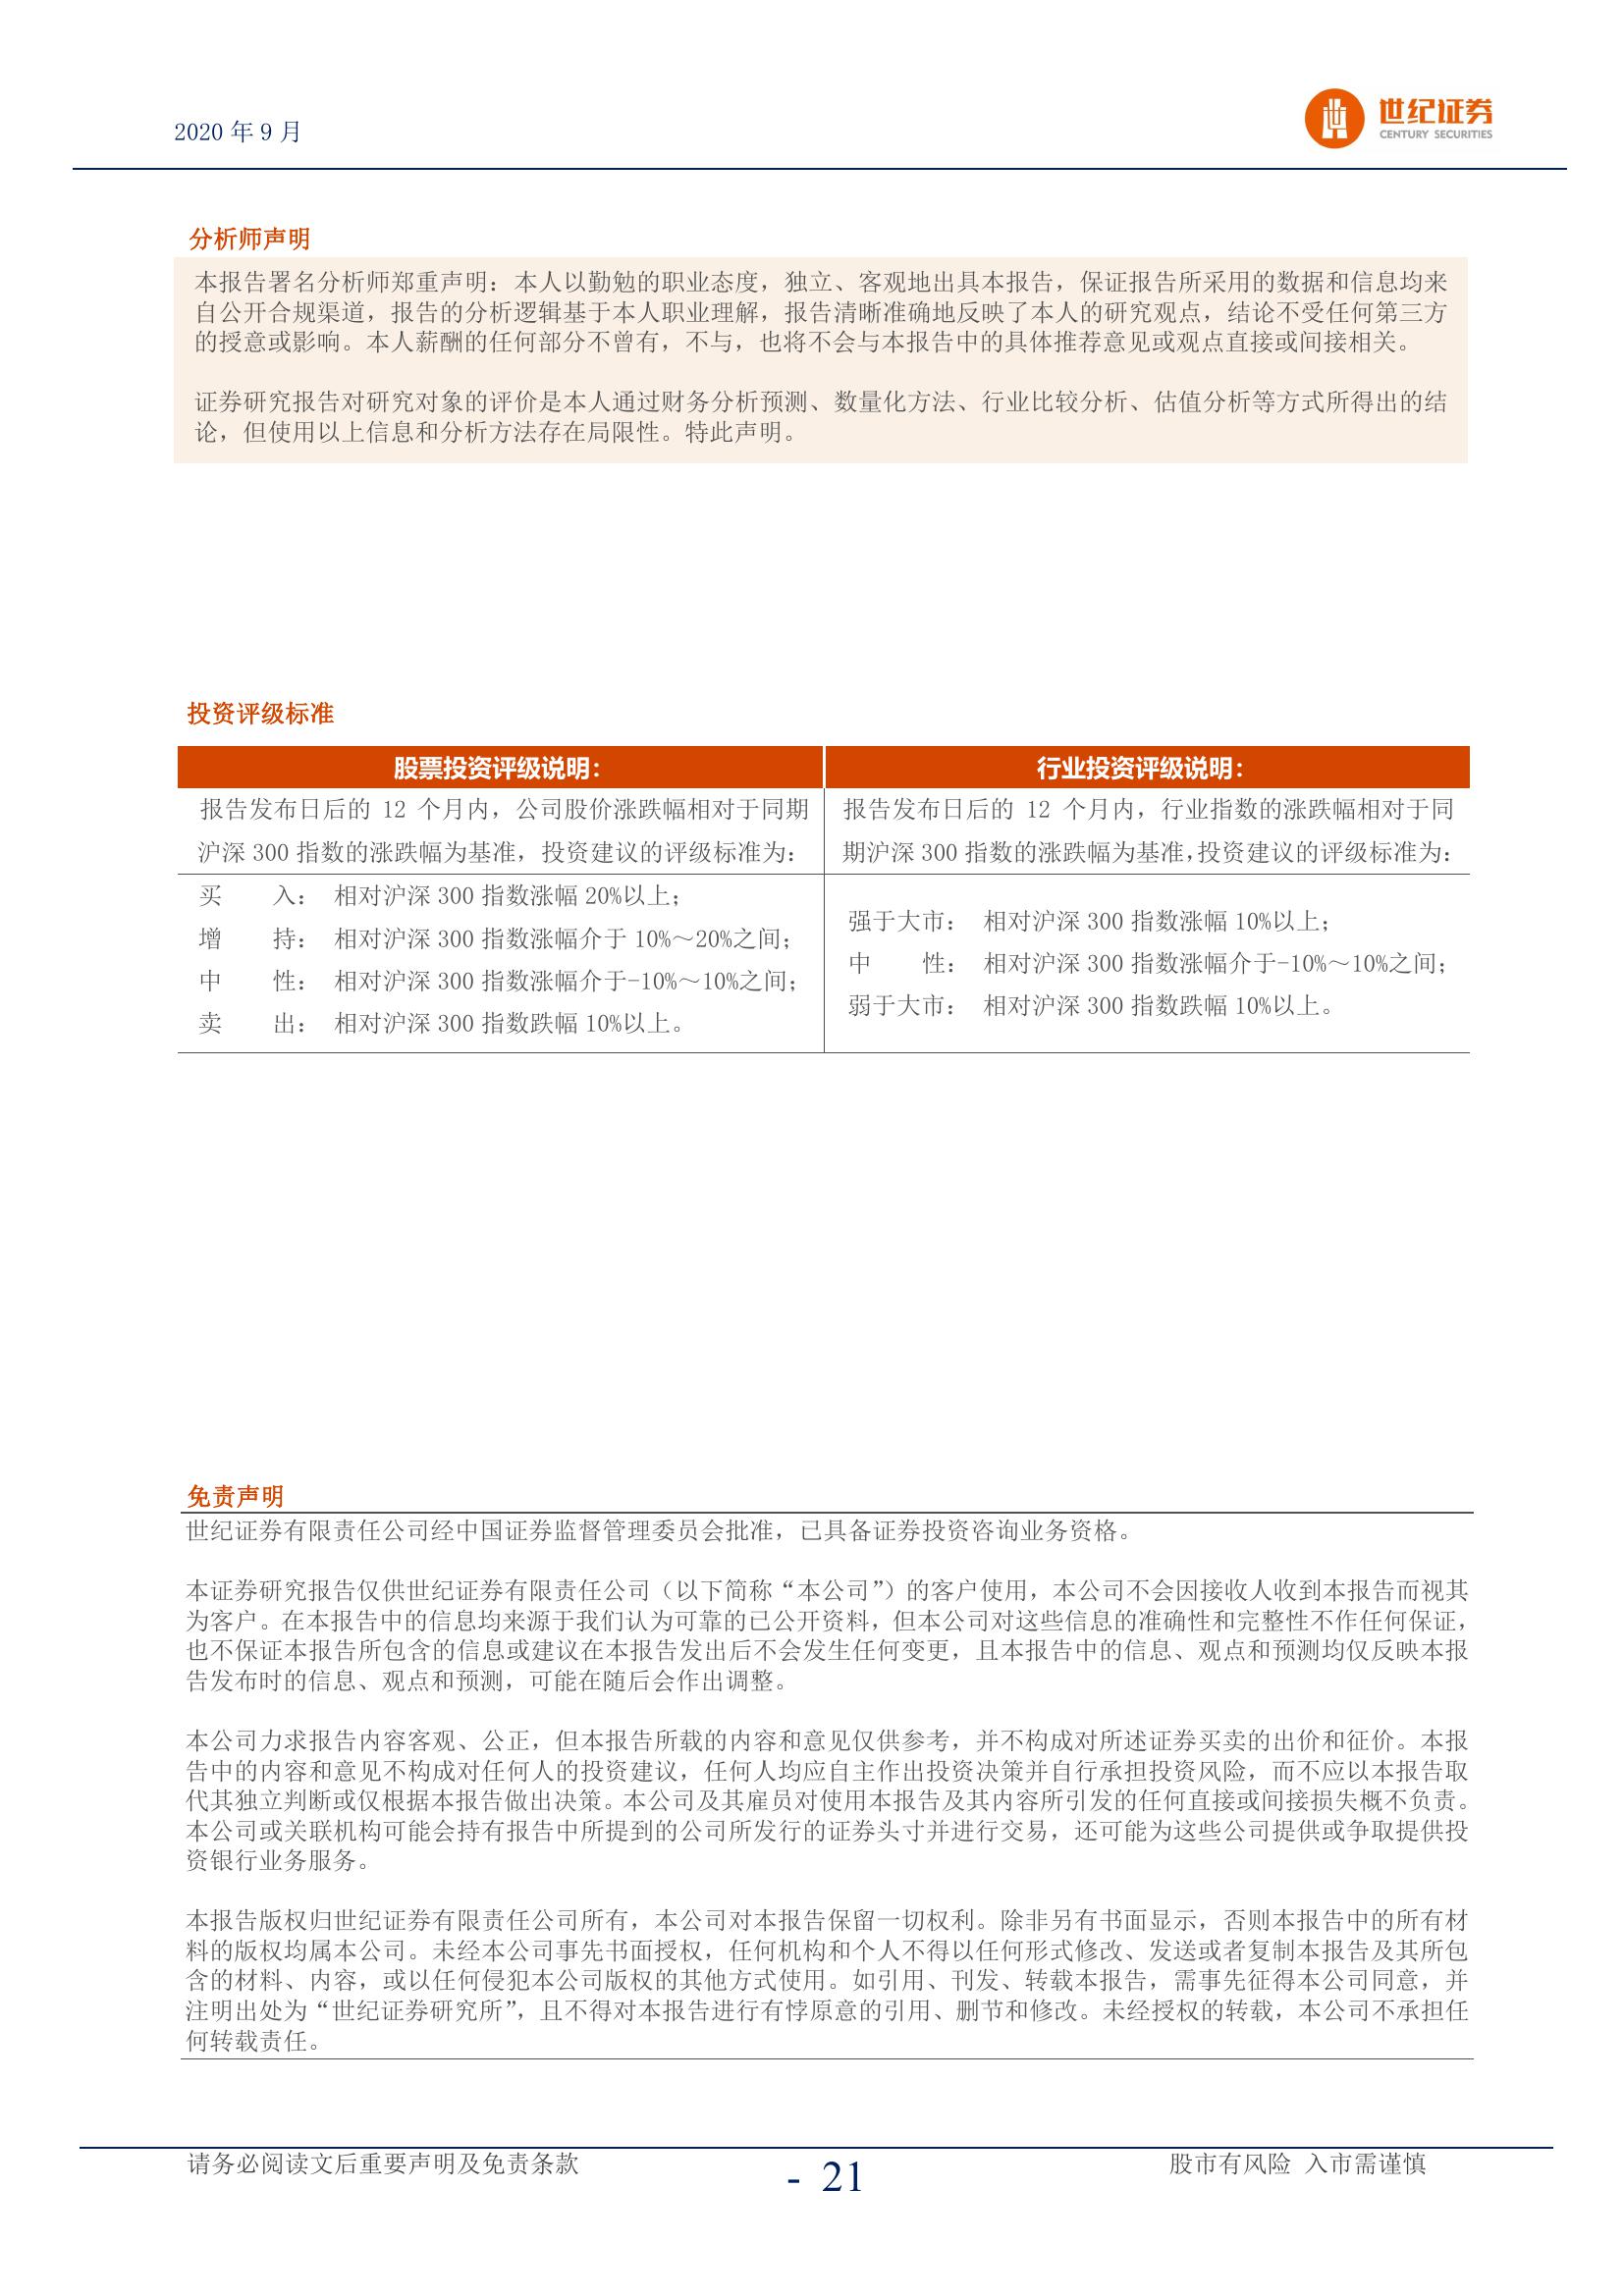 2020 年 9 月
世纪证券
CENTURY SECURITIES
分析师声明
本报告署名分析师郑重声明：本人以勤勉的职业态度，独立、客观地出具本报告，保证报告所采用的数据和信息均来
自公开合规渠道，报告的分析逻辑基于本人职业理解，报告清晰准确地反映了本人的研究观点，结论不受任何第三方
的授意或影响。本人薪酬的任何部分不曾有，不与，也将不会与本报告中的具体推荐意见或观点直接或间接相关。
证券研究报告对研究对象的评价是本人通过财务分析预测、数量化方法、行业比较分析、估值分析等方式所得出的结
论，但使用以上信息和分析方法存在局限性。特此声明。
投资评级标准
股票投资评级说明：
报告发布日后的 12 个月内，公司股价涨跌幅相对于同期
沪深 300 指数的涨跌幅为基准，投资建议的评级标准为：
买 入： 相对沪深 300 指数涨幅 20%以上；
增 持： 相对沪深 300 指数涨幅介于 10%～20%之间；
中 性： 相对沪深 300 指数涨幅介于-10%～10%之间；
卖 出： 相对沪深 300 指数跌幅 10%以上。
行业投资评级说明：
报告发布日后的 12 个月内，行业指数的涨跌幅相对于同
期沪深 300 指数的涨跌幅为基准，投资建议的评级标准为：
强于大市： 相对沪深 300 指数涨幅 10%以上；
中 性： 相对沪深 300 指数涨幅介于-10%～10%之间；
弱于大市： 相对沪深 300 指数跌幅 10%以上。
免责声明
世纪证券有限责任公司经中国证券监督管理委员会批准，已具备证券投资咨询业务资格。
本证券研究报告仅供世纪证券有限责任公司（以下简称“本公司”）的客户使用，本公司不会因接收人收到本报告而视其
为客户。在本报告中的信息均来源于我们认为可靠的已公开资料，但本公司对这些信息的准确性和完整性不作任何保证，
也不保证本报告所包含的信息或建议在本报告发出后不会发生任何变更，且本报告中的信息、观点和预测均仅反映本报
告发布时的信息、观点和预测，可能在随后会作出调整。
本公司力求报告内容客观、公正，但本报告所载的内容和意见仅供参考，并不构成对所述证券买卖的出价和征价。本报
告中的内容和意见不构成对任何人的投资建议，任何人均应自主作出投资决策并自行承担投资风险，而不应以本报告取
代其独立判断或仅根据本报告做出决策。本公司及其雇员对使用本报告及其内容所引发的任何直接或间接损失概不负责。
本公司或关联机构可能会持有报告中所提到的公司所发行的证券头寸并进行交易，还可能为这些公司提供或争取提供投
资银行业务服务。
本报告版权归世纪证券有限责任公司所有，本公司对本报告保留一切权利。除非另有书面显示，否则本报告中的所有材
料的版权均属本公司。未经本公司事先书面授权，任何机构和个人不得以任何形式修改、发送或者复制本报告及其所包
含的材料、内容，或以任何侵犯本公司版权的其他方式使用。如引用、刊发、转载本报告，需事先征得本公司同意，并
注明出处为“世纪证券研究所”，且不得对本报告进行有悖原意的引用、删节和修改。未经授权的转载，本公司不承担任
何转载责任。
请务必阅读文后重要声明及免责条款
- 21
股市有风险 入市需谨慎